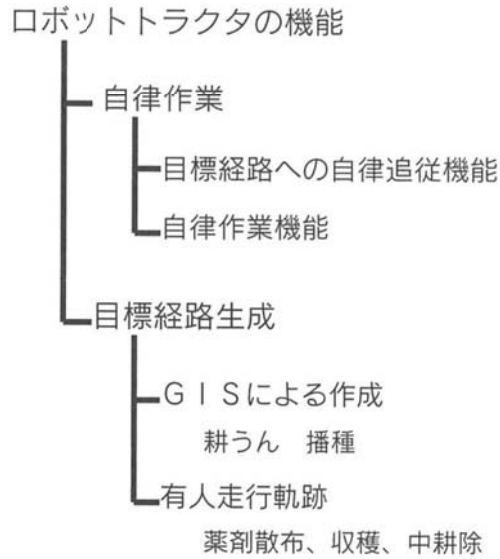 ロボットトラクタの機能
自律作業
目標経路への自律追従機能
自律作業機能
目標経路生成
ＧＩＳによる作成
耕うん　播種
有人走行軌跡
薬剤散布、収穫、中耕除